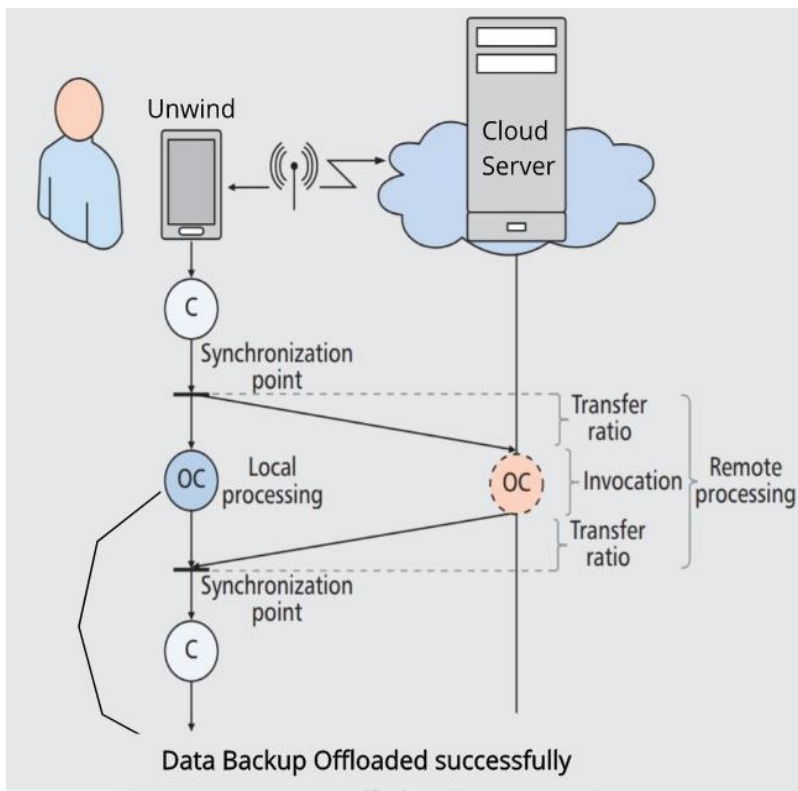 Unwind
Cloud
Server
C
Synchronization
point
Transfer
ratio
OC
Local
processing
OC
Invocation
Remote
processing
Transfer
ratio
Synchronization
point
C
Data Backup Offloaded successfully